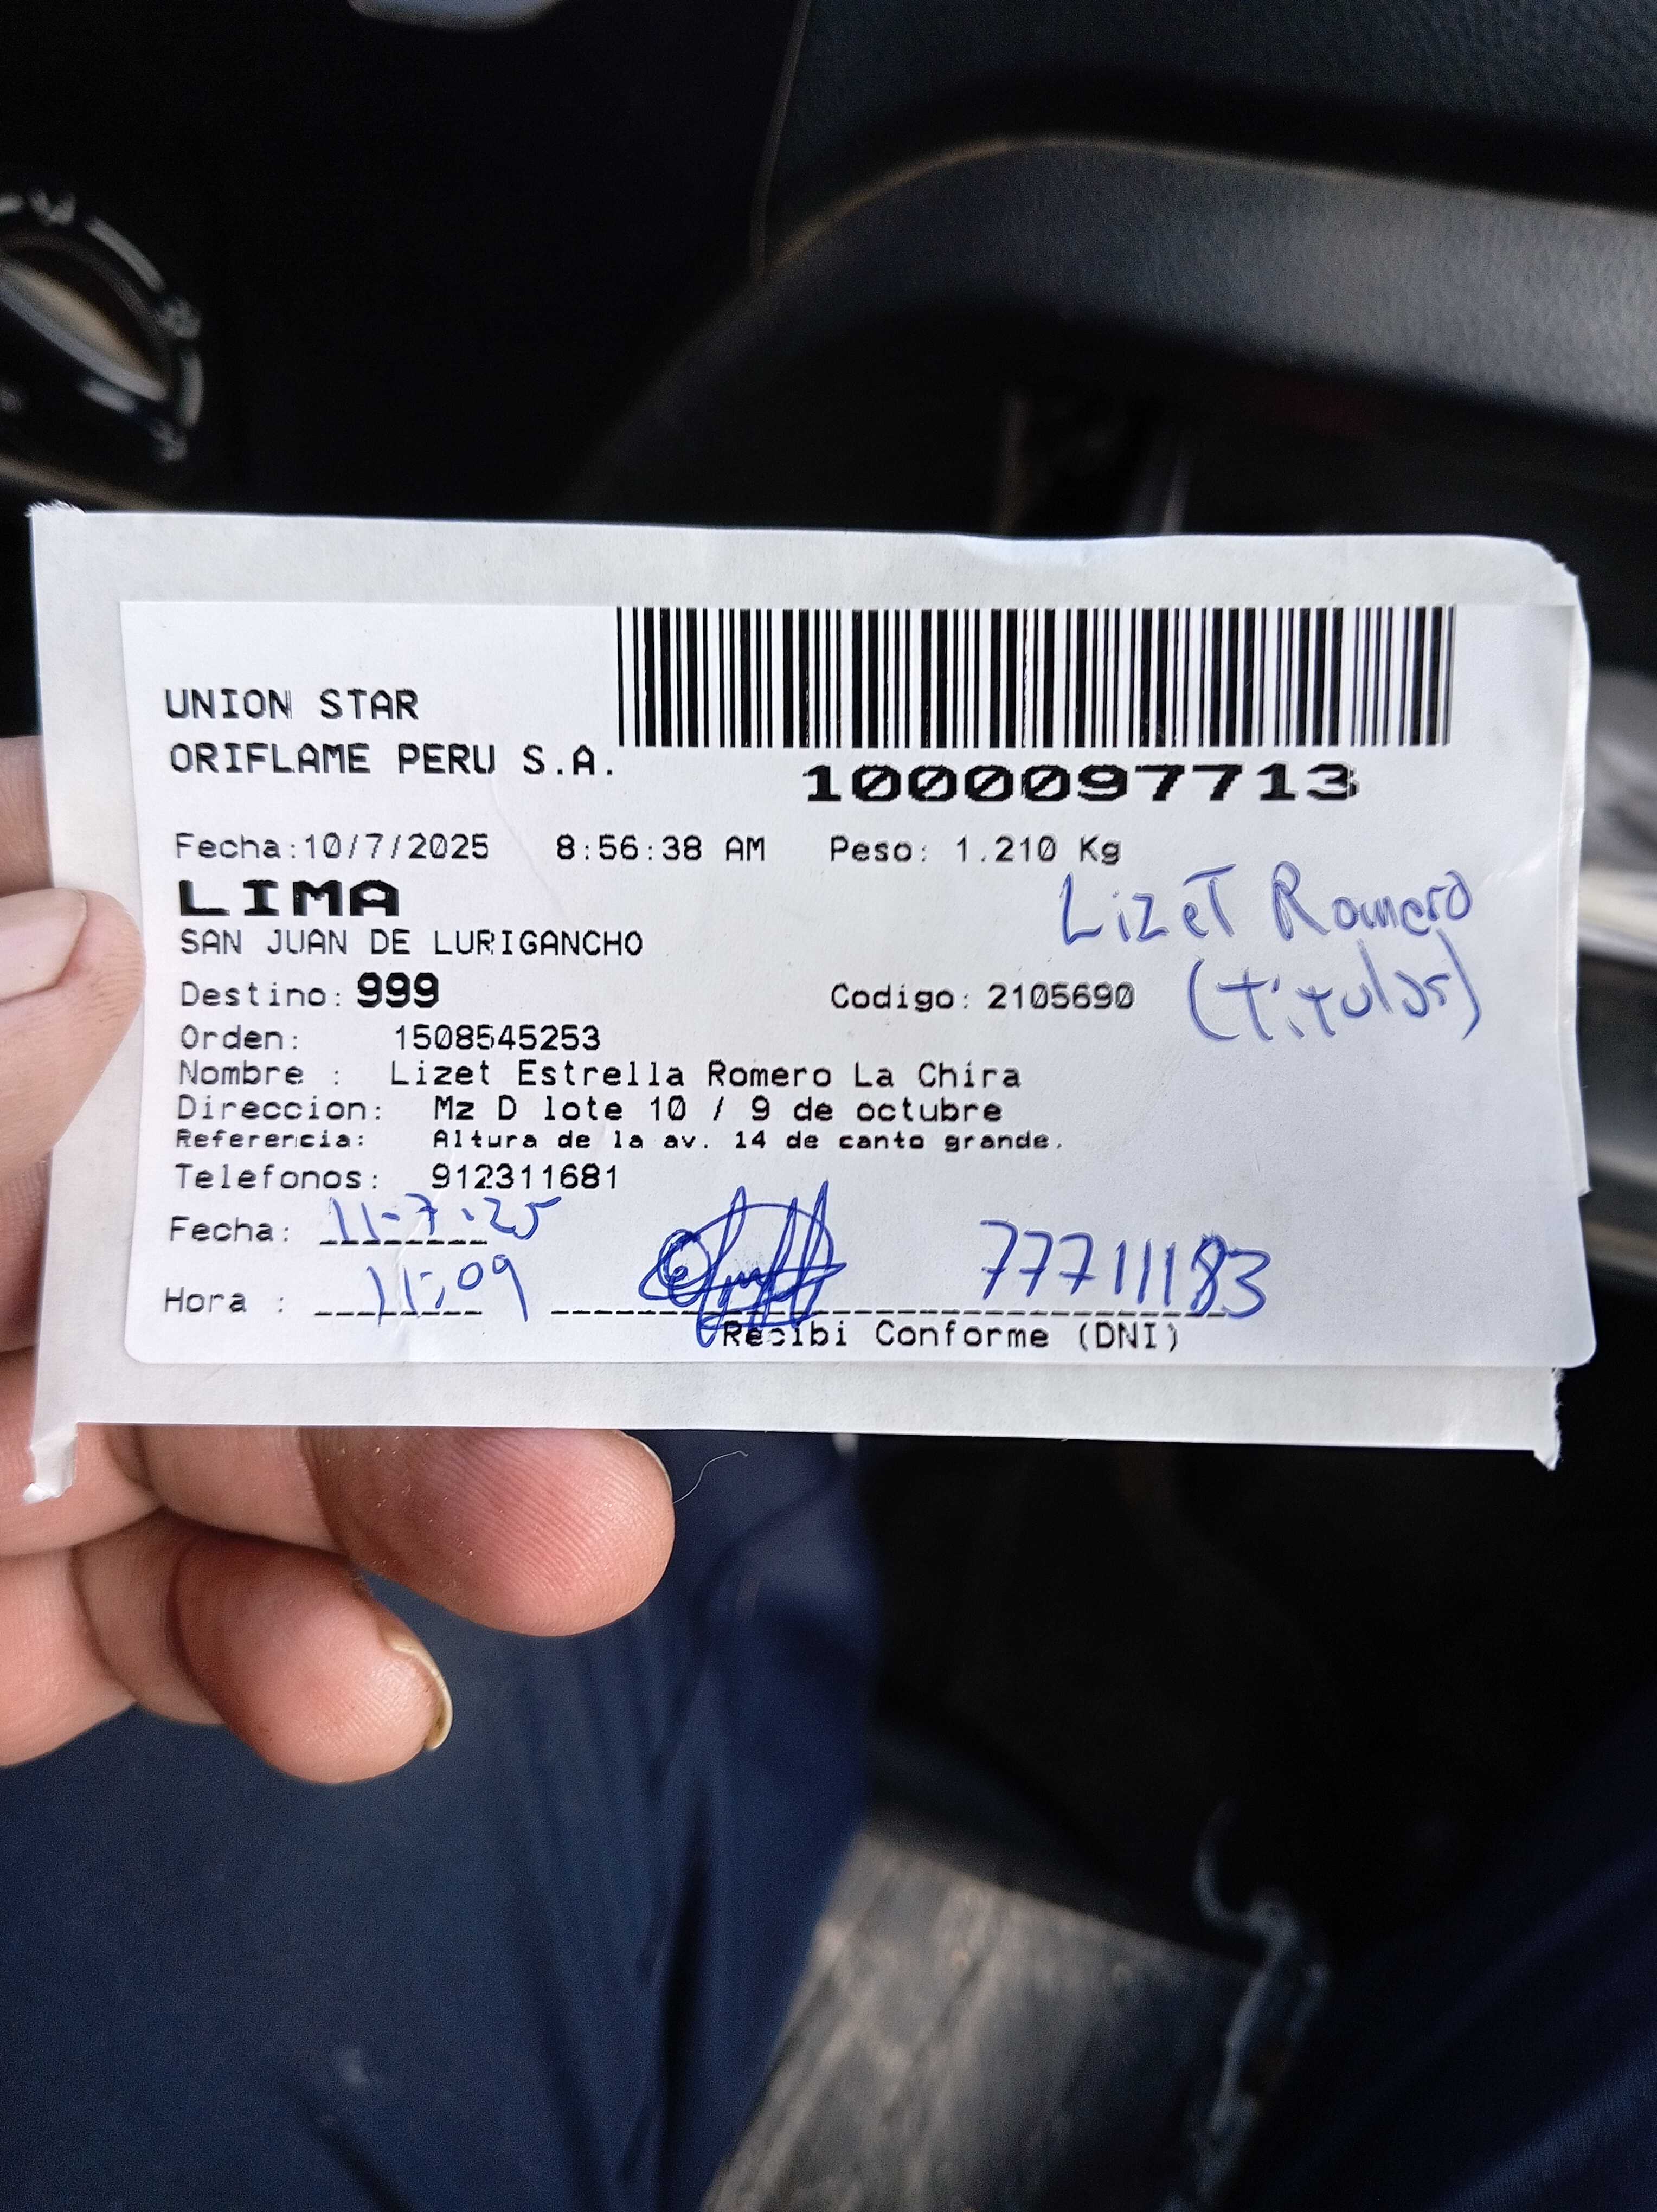 UNION STAR
ORIFLAME PERU S.A.
1000097713
Fecha:10/7/2025 8:56:38 AM Peso: 1.210 Kg
LIMA
Lizet Romero
SAN JUAN DE LURIGANCHO
(titular)
Destino: 999 Codigo: 2105690
Orden: 1508545253
Nombre : Lizet Estrella Romero La Chira
Direccion: Mz D lote 10 / 9 de octubre
Referencia: Altura de la av. 14 de canto grande.
Telefonos: 912311681
Fecha: 11-7-25
Hora : 11:09 77711183
Recibi Conforme (DNI)